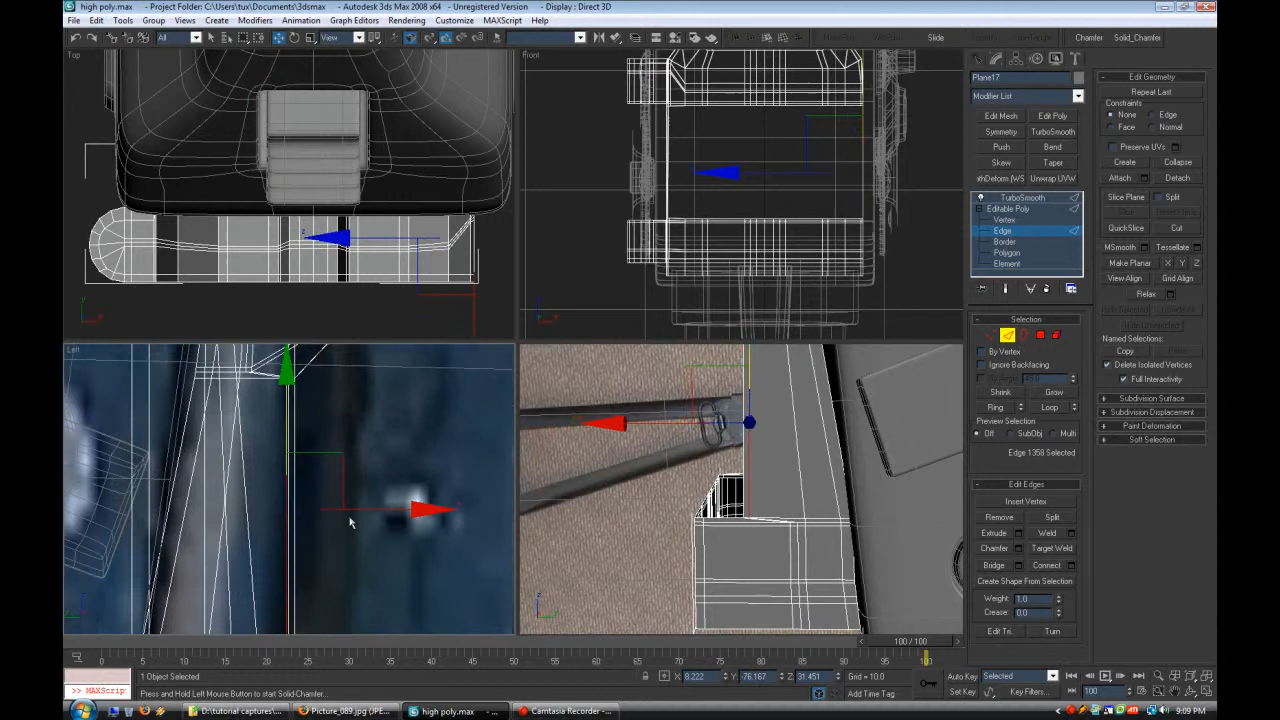 high poly.max - Project Folder: C:\Users\tux\Documents\3dsmax - Autodesk 3ds Max 2008 x64 - Unregistered Version - Display : Direct 3D
File Edit Tools Group Views Create Modifiers Animation Graph Editors Rendering Customize MAXScript Help
All View Slide Chamfer Solid_Chamfer
Top
Front
Left
Plane17
Modifier List
Edit Mesh Edit Poly
Symmetry TurboSmooth
Push Bend
Skew Taper
xthDeform (WS Unwrap UVW
TurboSmooth
Editable Poly
Vertex
Edge
Border
Polygon
Element
Selection
By Vertex
Ignore Backfacing
Shrink Grow
Ring Loop
Preview Selection
Off SubObj Multi
Edge 1358 Selected
Edit Edges
Insert Vertex
Remove Split
Extrude Weld
Chamfer Target Weld
Bridge Connect
Create Shape From Selection
Weight: 1.0
Crease: 0.0
Edit Tri. Turn
Edit Geometry
Repeat Last
Constraints
None Edge
Face Normal
Preserve UVs
Create Collapse
Attach Detach
Slice Plane Split
QuickSlice Cut
MSmooth Tessellate
Make Planar X Y Z
View Align Grid Align
Relax
Named Selections:
Copy
Delete Isolated Vertices
Full Interactivity
Subdivision Surface
Subdivision Displacement
Paint Deformation
Soft Selection
100 / 100
0 5 10 15 20 25 30 35 40 45 50 55 60 65 70 75 80 85 90 95 100
1 Object Selected X: 8.222 Y: -76.167 Z: 31.451 Grid = 10.0 Auto Key Selected
>> MAXScrip Press and Hold Left Mouse Button to start Solid-Chamfer... Add Time Tag Set Key Key Filters... 100
D:\tutorial captures... Picture_089.jpg (JPE... high poly.max - ... Camtasia Recorder -... 9:09 PM